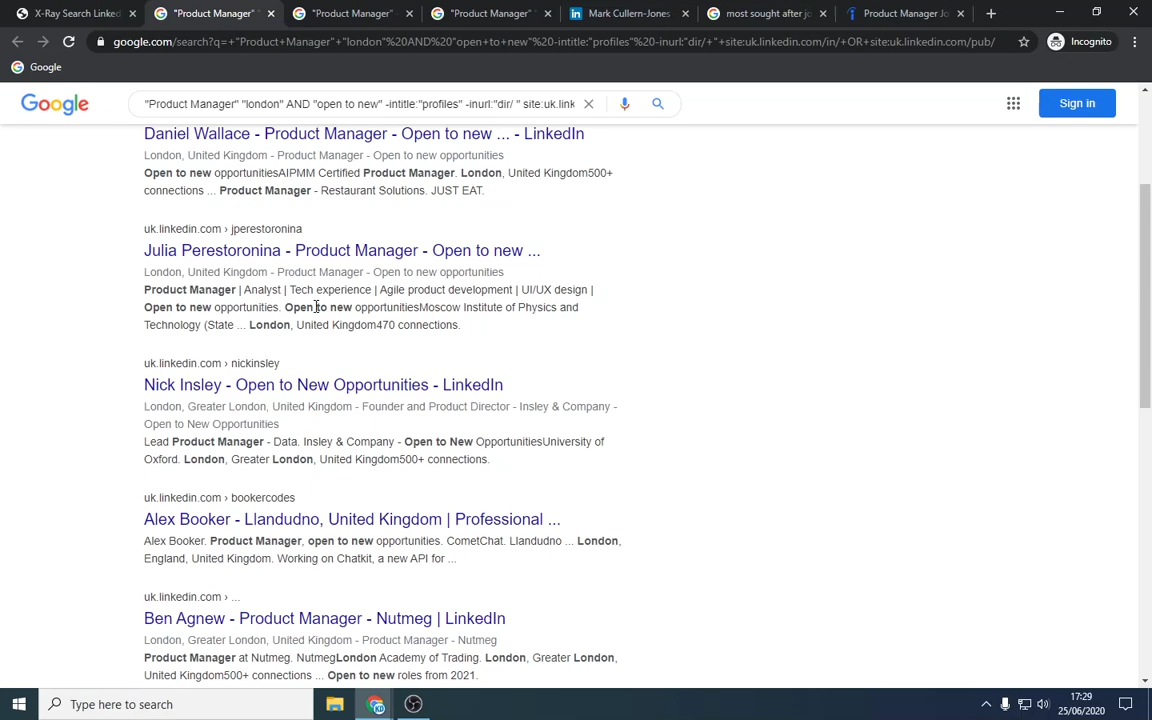 X-Ray Search Linked
"Product Manager"
"Product Manager"
"Product Manager"
Mark Cullern-Jones
most sought after jo
Product Manager Jo
google.com/search?q=+"Product+Manager"+"london"%20AND%20"open+to+new"%20-intitle:"profiles"%20-inurl:"dir/+"+site:uk.linkedin.com/in/+OR+site:uk.linkedin.com/pub/
Incognito
Google
Google
"Product Manager" "london" AND "open to new" -intitle:"profiles" -inurl:"dir/ " site:uk.link
Sign in
Daniel Wallace - Product Manager - Open to new ... - LinkedIn
London, United Kingdom - Product Manager - Open to new opportunities
Open to new opportunitiesAIPMM Certified Product Manager. London, United Kingdom500+
connections ... Product Manager - Restaurant Solutions. JUST EAT.
uk.linkedin.com › jperestoronina
Julia Perestoronina - Product Manager - Open to new ...
London, United Kingdom - Product Manager - Open to new opportunities
Product Manager | Analyst | Tech experience | Agile product development | UI/UX design |
Open to new opportunities. Open to new opportunitiesMoscow Institute of Physics and
Technology (State ... London, United Kingdom470 connections.
uk.linkedin.com › nickinsley
Nick Insley - Open to New Opportunities - LinkedIn
London, Greater London, United Kingdom - Founder and Product Director - Insley & Company -
Open to New Opportunities
Lead Product Manager - Data. Insley & Company - Open to New OpportunitiesUniversity of
Oxford. London, Greater London, United Kingdom500+ connections.
uk.linkedin.com › bookercodes
Alex Booker - Llandudno, United Kingdom | Professional ...
Alex Booker. Product Manager, open to new opportunities. CometChat. Llandudno ... London,
England, United Kingdom. Working on Chatkit, a new API for ...
uk.linkedin.com › ...
Ben Agnew - Product Manager - Nutmeg | LinkedIn
London, Greater London, United Kingdom - Product Manager - Nutmeg
Product Manager at Nutmeg. NutmegLondon Academy of Trading. London, Greater London,
United Kingdom500+ connections ... Open to new roles from 2021.
Type here to search
17:29
25/06/2020